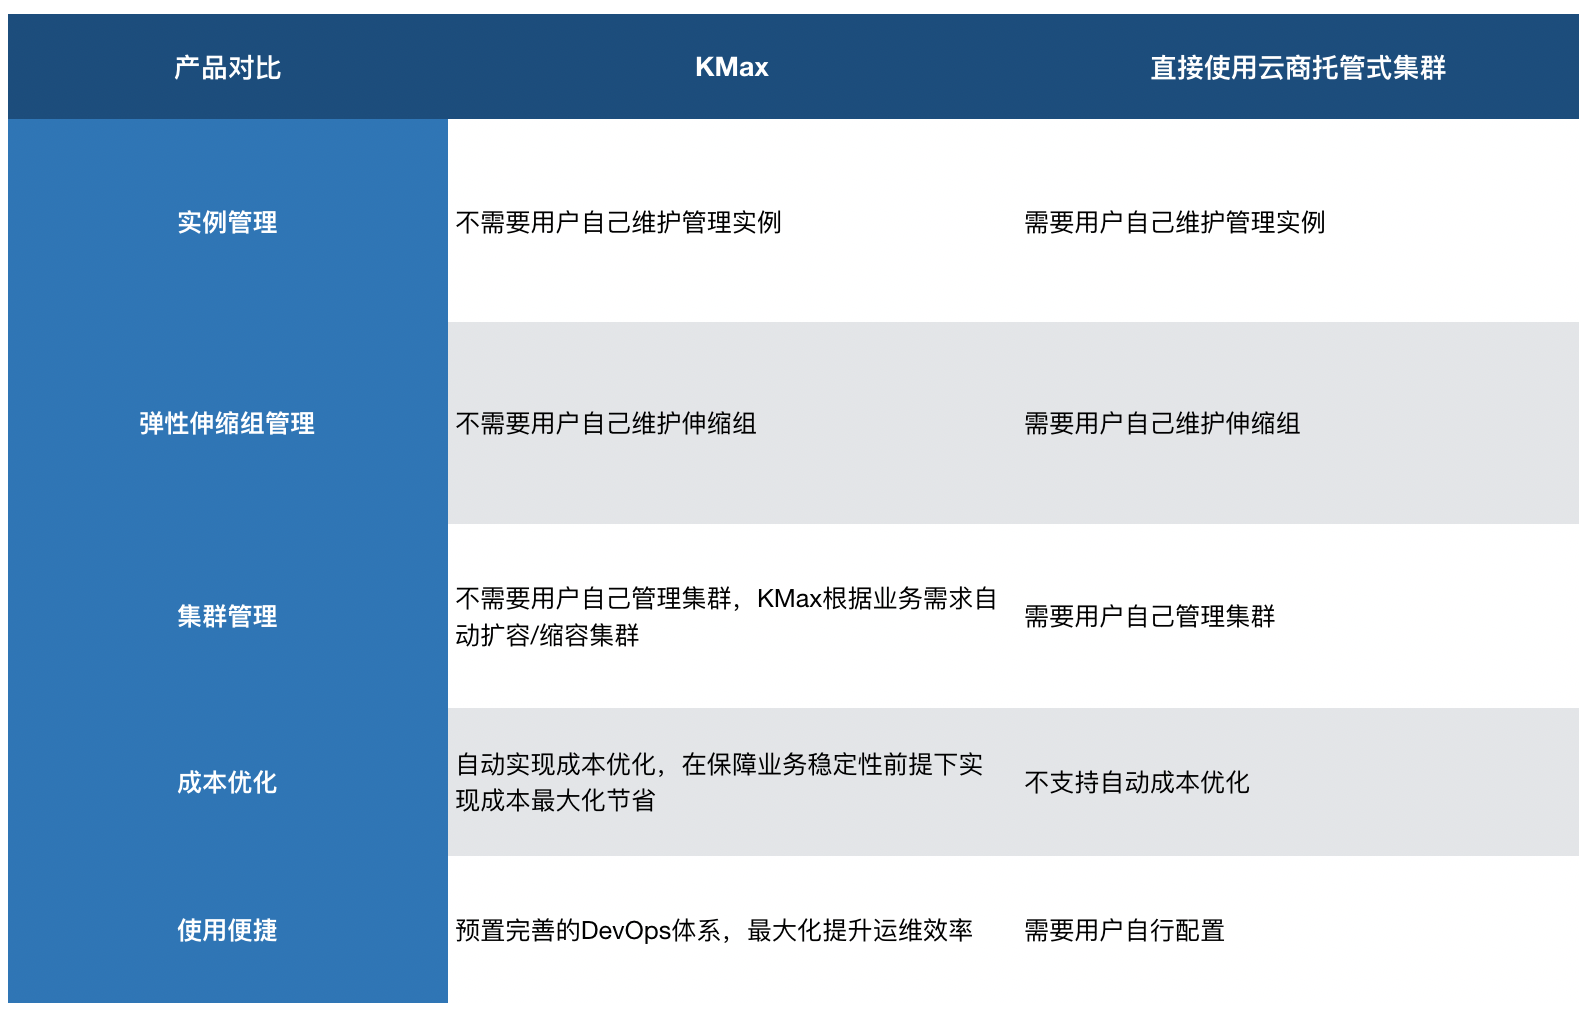 产品对比
KMax
直接使用云商托管式集群
实例管理
不需要用户自己维护管理实例
需要用户自己维护管理实例
弹性伸缩组管理
不需要用户自己维护伸缩组
需要用户自己维护伸缩组
集群管理
不需要用户自己管理集群，KMax根据业务需求自
动扩容/缩容集群
需要用户自己管理集群
成本优化
自动实现成本优化，在保障业务稳定性前提下实
现成本最大化节省
不支持自动成本优化
使用便捷
预置完善的DevOps体系，最大化提升运维效率
需要用户自行配置